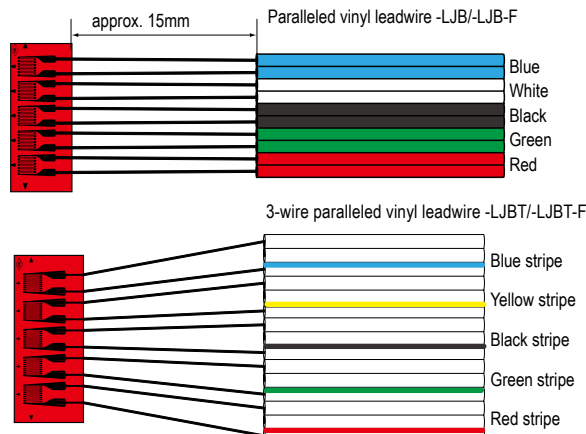 approx. 15mm
Paralleled vinyl leadwire -LJB/-LJB-F
Blue
White
Black
Green
Red
3-wire paralleled vinyl leadwire -LJBT/-LJBT-F
Blue stripe
Yellow stripe
Black stripe
Green stripe
Red stripe